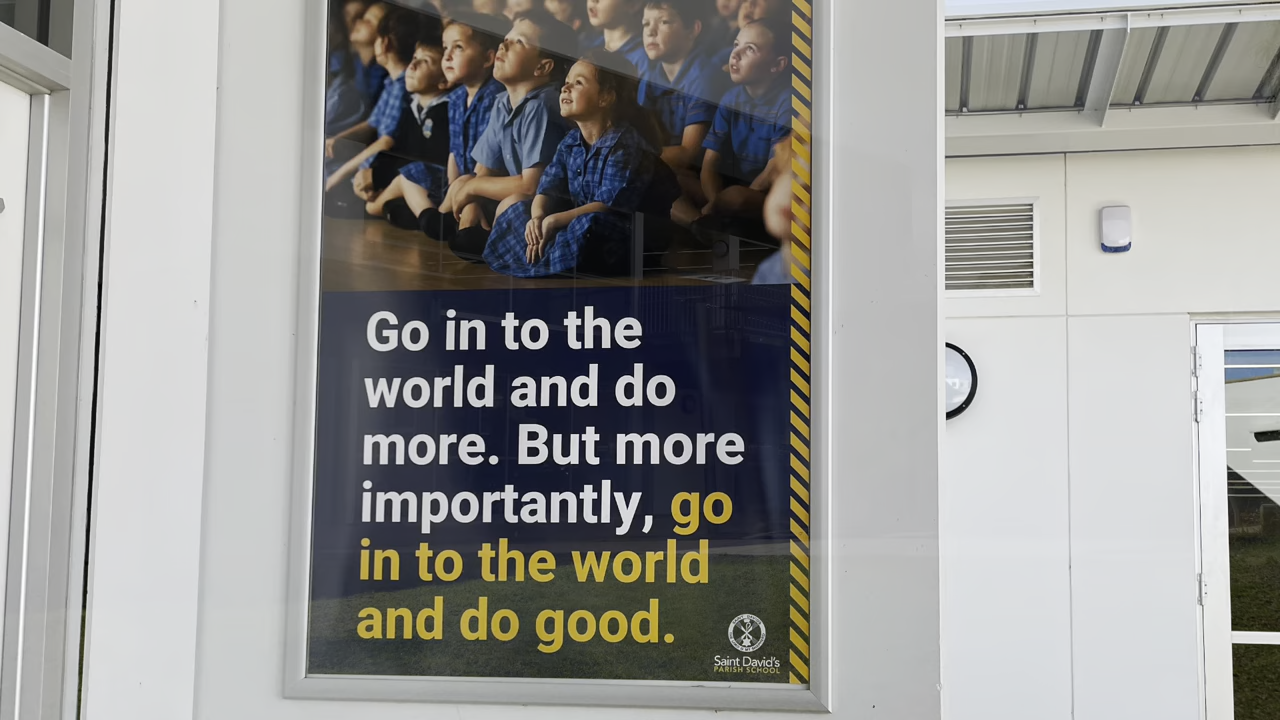 Go in to the
world and do
more. But more
importantly, go
in to the world
and do good.
Saint David's
PARISH SCHOOL